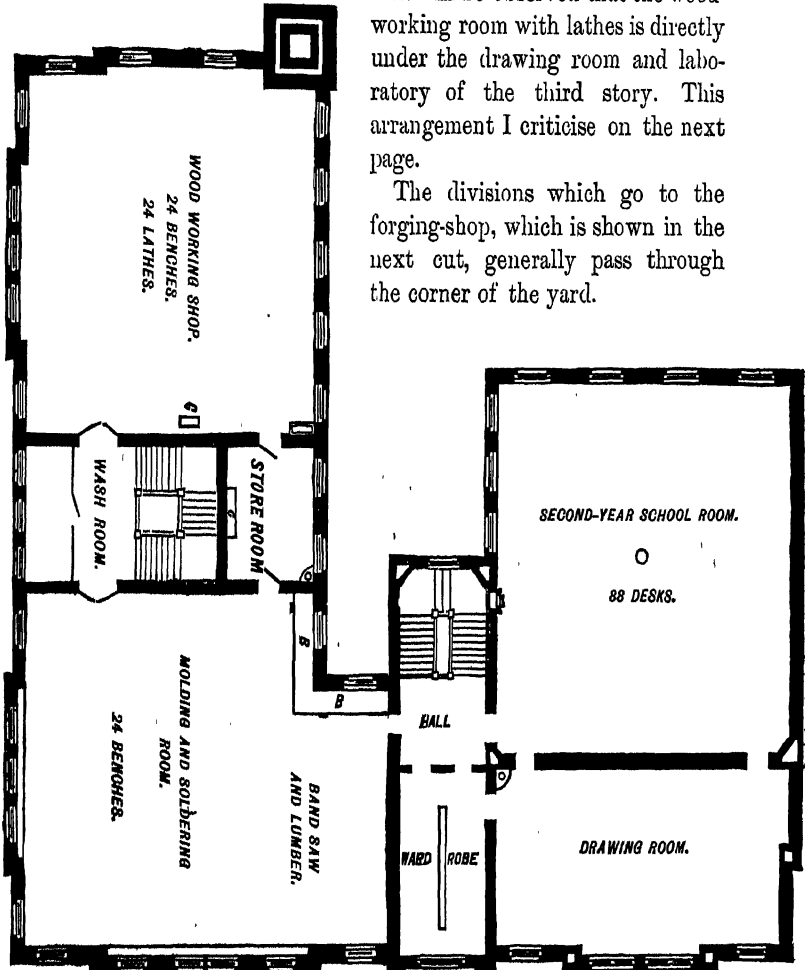 working room with lathes is directly
under the drawing room and labo-
ratory of the third story. This
arrangement I criticise on the next
page.
The divisions which go to the
forging-shop, which is shown in the
next cut, generally pass through
the corner of the yard.
WOOD WORKING SHOP.
24 BENCHES.
24 LATHES.
G
WASH ROOM.
STORE ROOM
G
SECOND-YEAR SCHOOL ROOM.
88 DESKS.
B
B
HALL
MOLDING AND SOLDERING
ROOM.
24 BENCHES.
BAND SAW
AND LUMBER.
WARD ROBE
DRAWING ROOM.